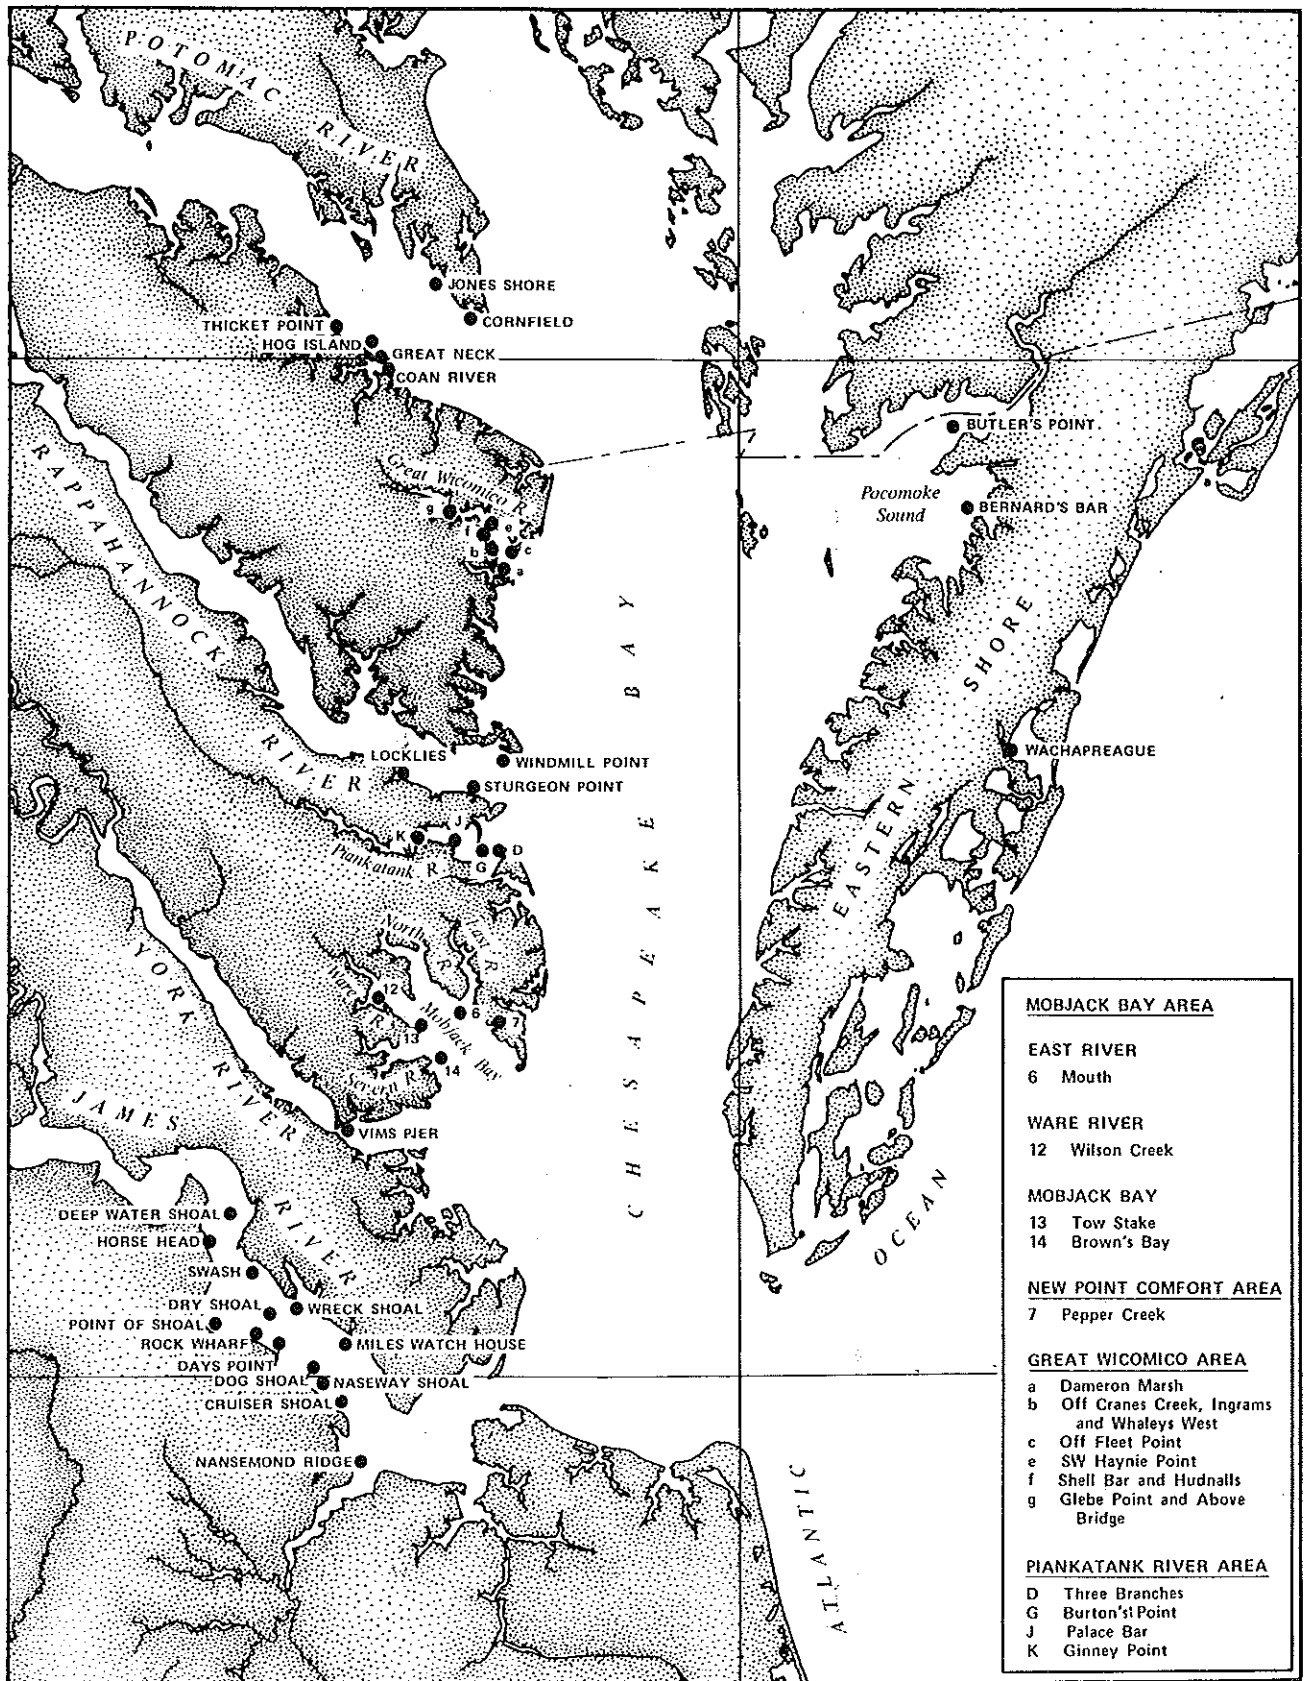 POTOMAC
RIVER
JONES SHORE
CORNFIELD
THICKET POINT
HOG ISLAND
GREAT NECK
COAN RIVER
BUTLER'S POINT
Great Wicomico R.
g
e
f
b
c
a
Pocomoke
Sound
BERNARD'S BAR
RAPPAHANNOCK
RIVER
CHESAPEAKE BAY
EASTERN SHORE
WACHAPREAGUE
LOCKLIES
WINDMILL POINT
STURGEON POINT
K
J
G
D
Piankatank R.
North R.
East R.
Ware R.
12
6
7
13
14
Mobjack Bay
Severn R.
YORK
RIVER
VIMS PIER
JAMES
RIVER
DEEP WATER SHOAL
HORSE HEAD
SWASH
DRY SHOAL
WRECK SHOAL
POINT OF SHOAL
ROCK WHARF
MILES WATCH HOUSE
DAYS POINT
DOG SHOAL
NASEWAY SHOAL
CRUISER SHOAL
NANSEMOND RIDGE
ATLANTIC
OCEAN
MOBJACK BAY AREA
EAST RIVER
6 Mouth
WARE RIVER
12 Wilson Creek
MOBJACK BAY
13 Tow Stake
14 Brown's Bay
NEW POINT COMFORT AREA
7 Pepper Creek
GREAT WICOMICO AREA
a Dameron Marsh
b Off Cranes Creek, Ingrams
and Whaleys West
c Off Fleet Point
e SW Haynie Point
f Shell Bar and Hudnalls
g Glebe Point and Above
Bridge
PIANKATANK RIVER AREA
D Three Branches
G Burton's Point
J Palace Bar
K Ginney Point